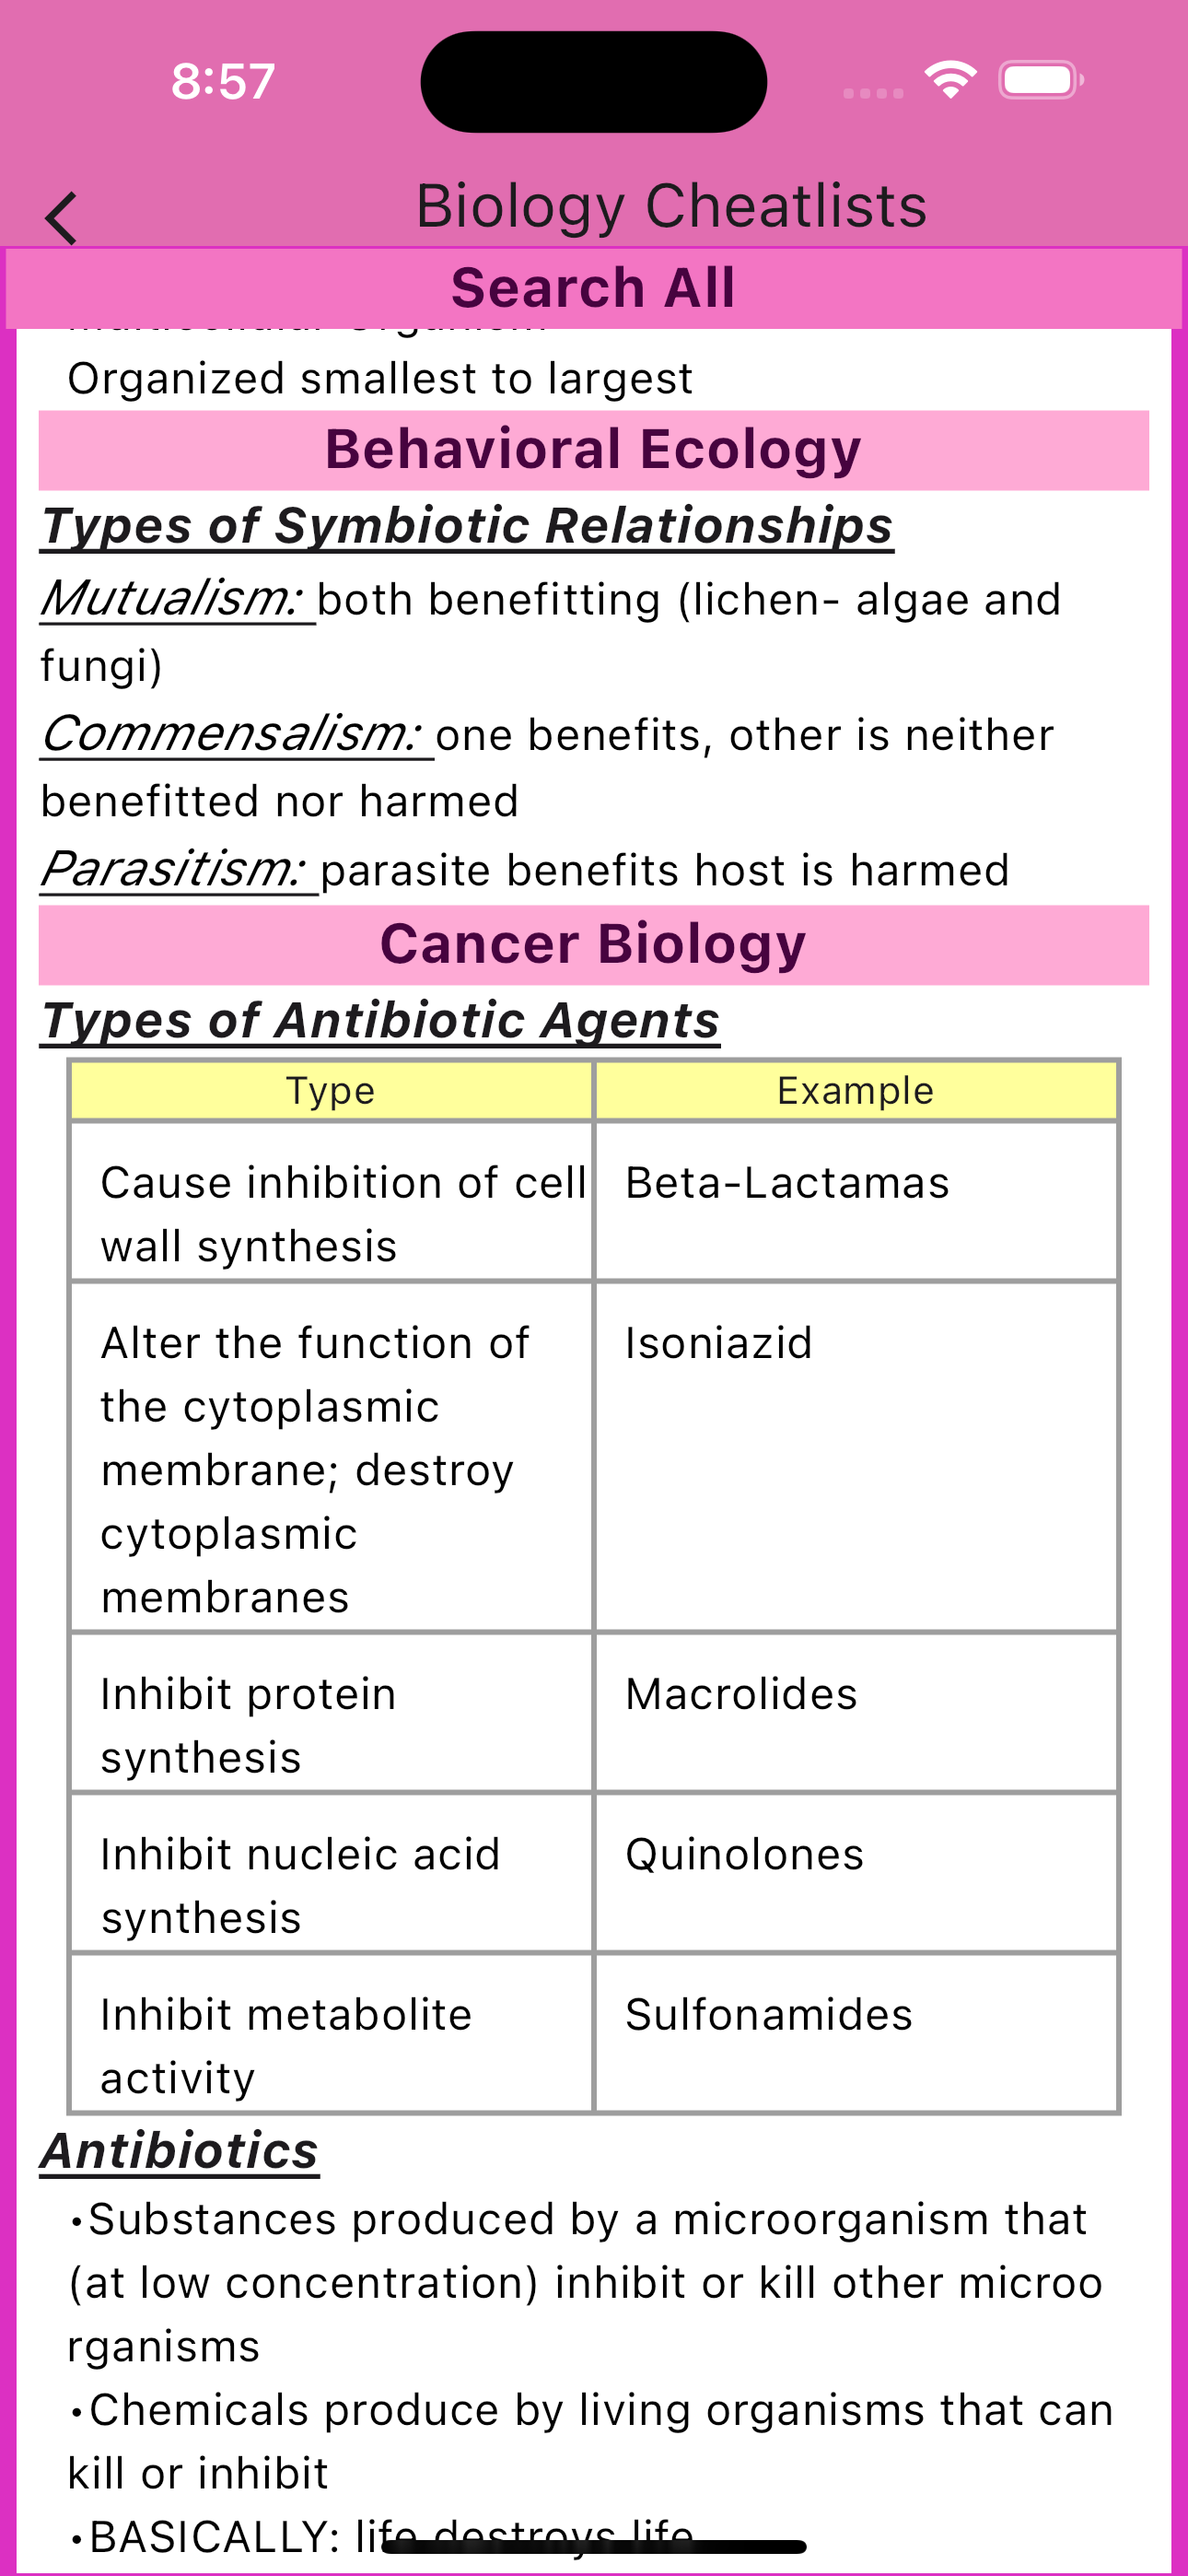 8:57
Biology Cheatlists
Search All
Organized smallest to largest
Behavioral Ecology
Types of Symbiotic Relationships
Mutualism: both benefitting (lichen- algae and
fungi)
Commensalism: one benefits, other is neither
benefitted nor harmed
Parasitism: parasite benefits host is harmed
Cancer Biology
Types of Antibiotic Agents
Type Example
Cause inhibition of cell Beta-Lactamas
wall synthesis
Alter the function of Isoniazid
the cytoplasmic
membrane; destroy
cytoplasmic
membranes
Inhibit protein Macrolides
synthesis
Inhibit nucleic acid Quinolones
synthesis
Inhibit metabolite Sulfonamides
activity
Antibiotics
•Substances produced by a microorganism that
(at low concentration) inhibit or kill other microo
rganisms
•Chemicals produce by living organisms that can
kill or inhibit
•BASICALLY: life destroys life